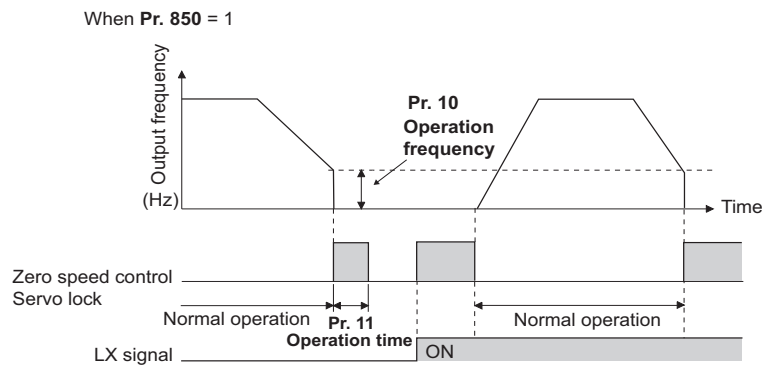 When Pr. 850 = 1
Output frequency
(Hz)
Pr. 10
Operation
frequency
Time
Zero speed control
Servo lock
Normal operation
Pr. 11
Operation time
Normal operation
LX signal
ON